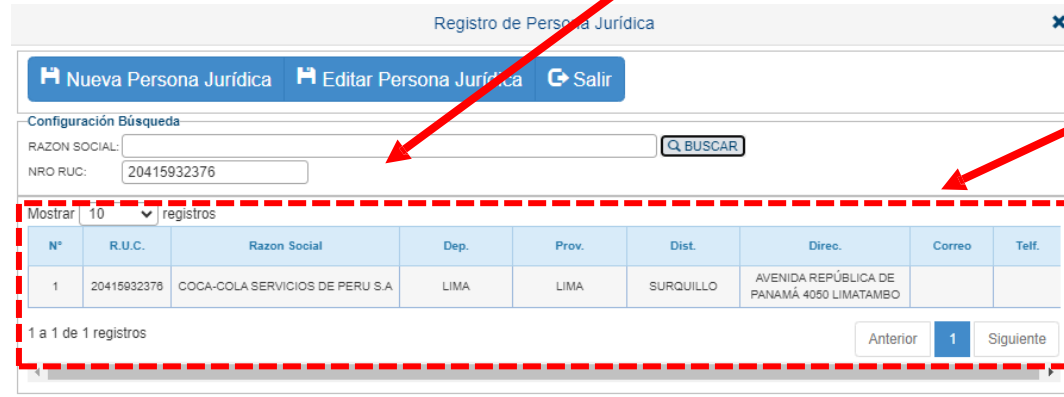 Registro de Persona Jurídica
Nueva Persona Jurídica Editar Persona Jurídica Salir
Configuración Búsqueda
RAZON SOCIAL: BUSCAR
NRO RUC: 20415932376
Mostrar 10 registros
N° R.U.C. Razon Social Dep. Prov. Dist. Direc. Correo Telf.
1 20415932376 COCA-COLA SERVICIOS DE PERU S.A LIMA LIMA SURQUILLO AVENIDA REPÚBLICA DE
PANAMÁ 4050 LIMATAMBO
1 a 1 de 1 registros
Anterior 1 Siguiente